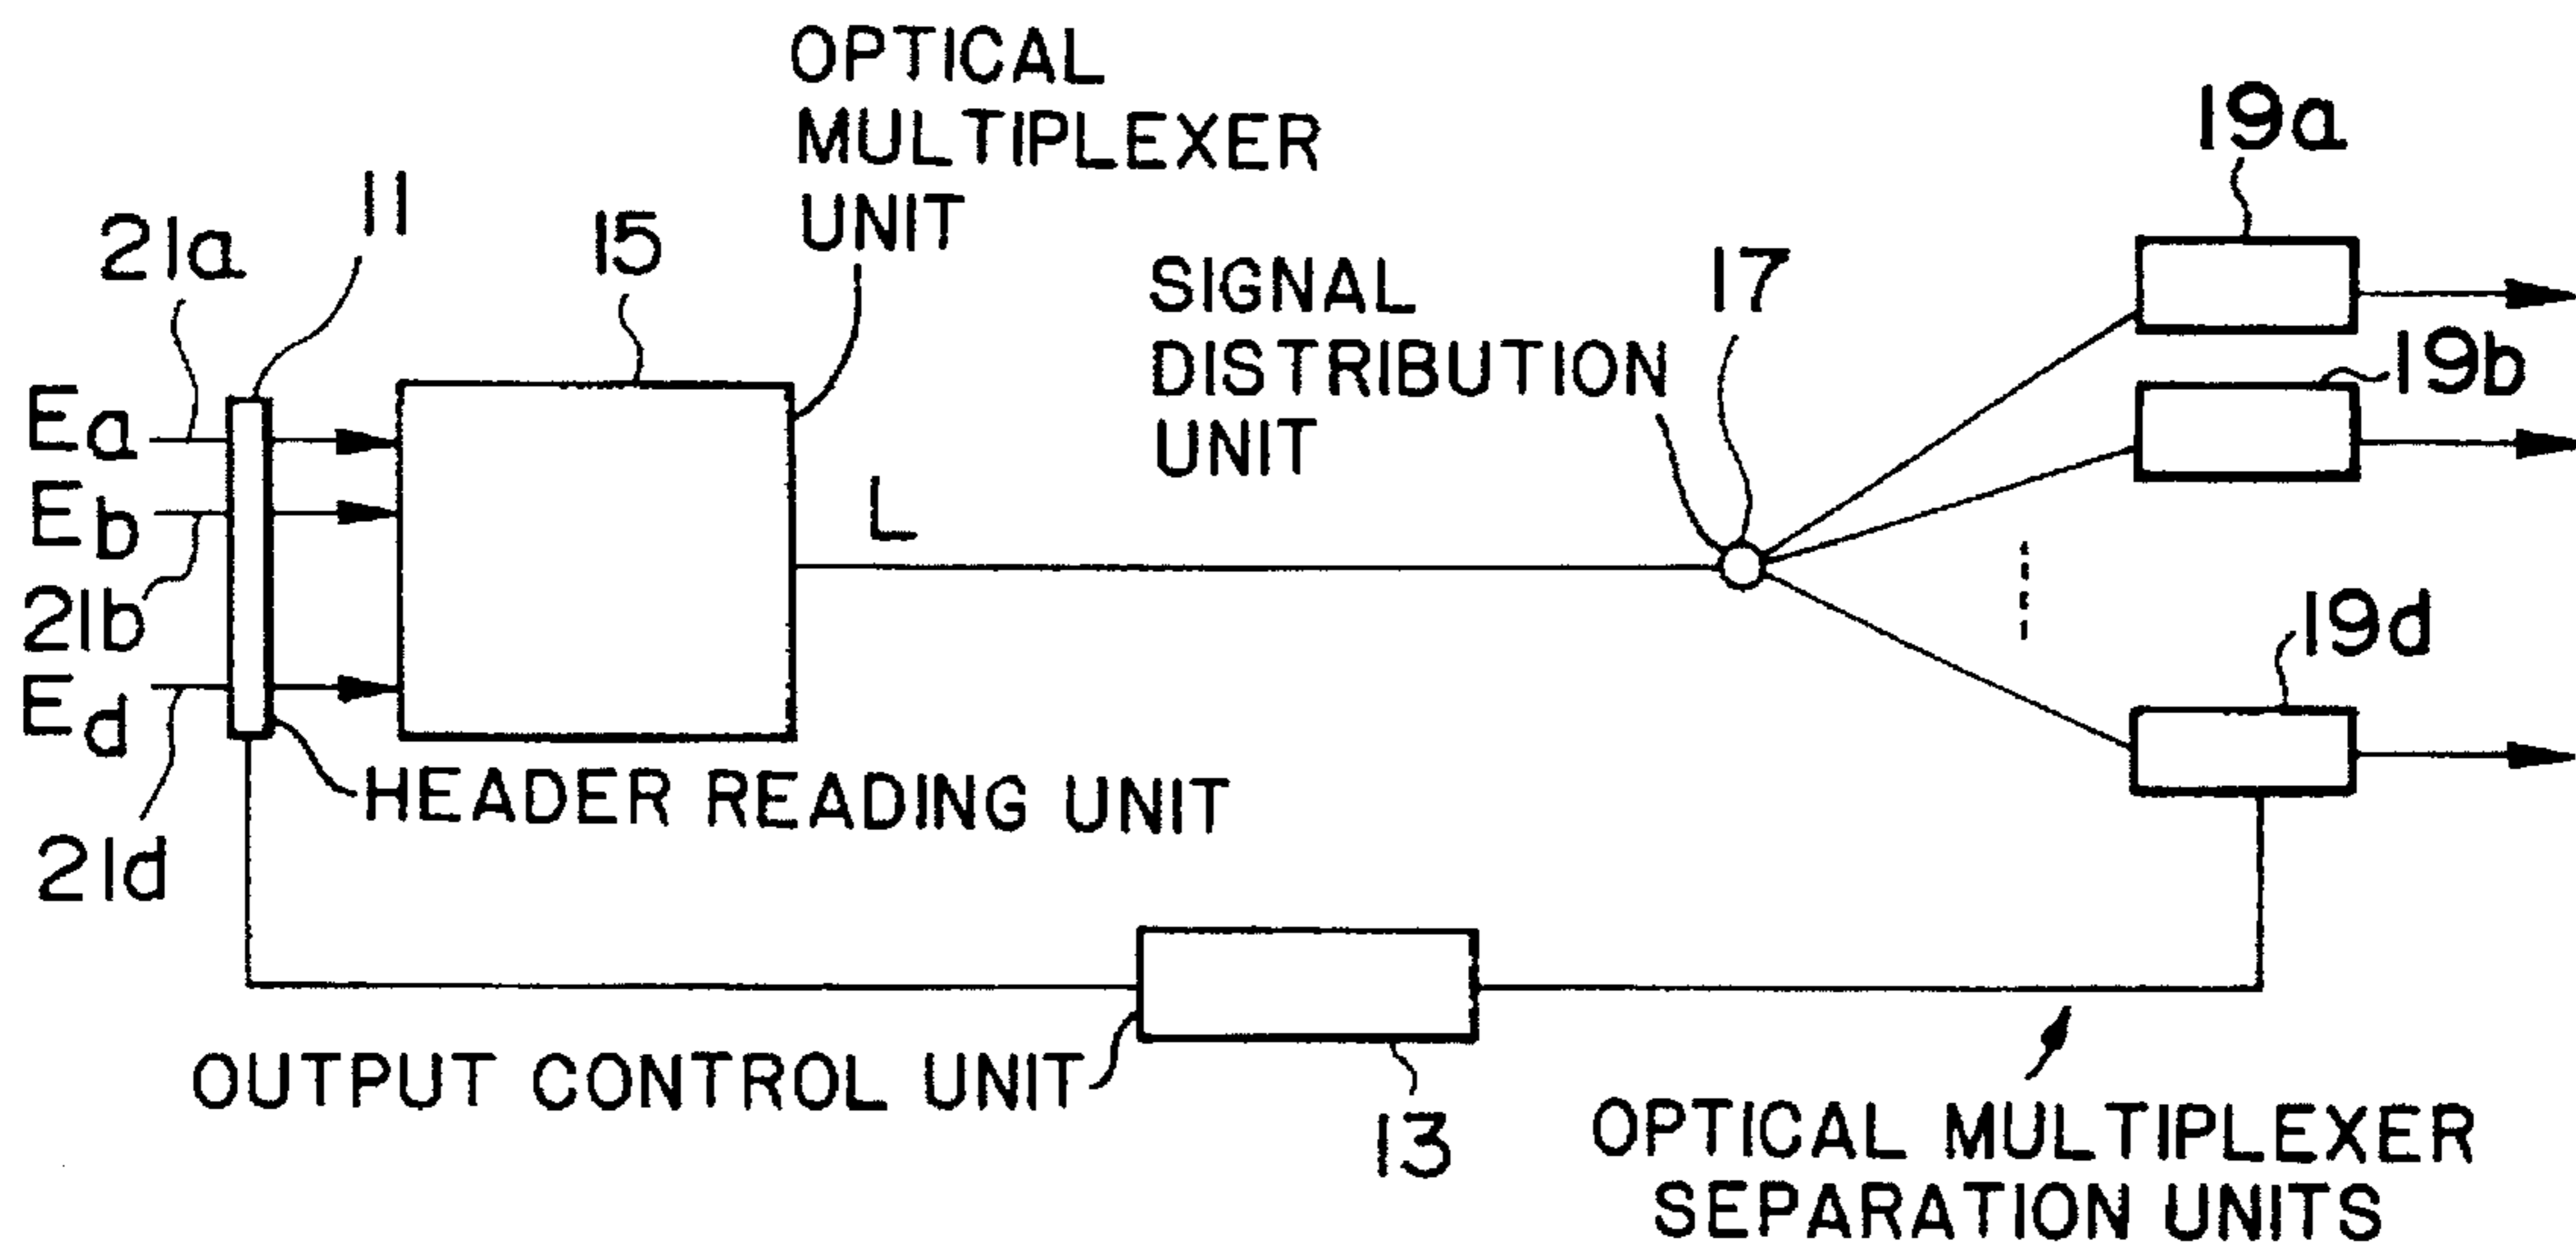 OPTICAL
MULTIPLEXER
UNIT
19a
11
15
21a
SIGNAL
DISTRIBUTION
UNIT
17
19b
Ea
Eb
L
21b
19d
Ed
HEADER READING UNIT
21d
OUTPUT CONTROL UNIT
13
OPTICAL MULTIPLEXER
SEPARATION UNITS